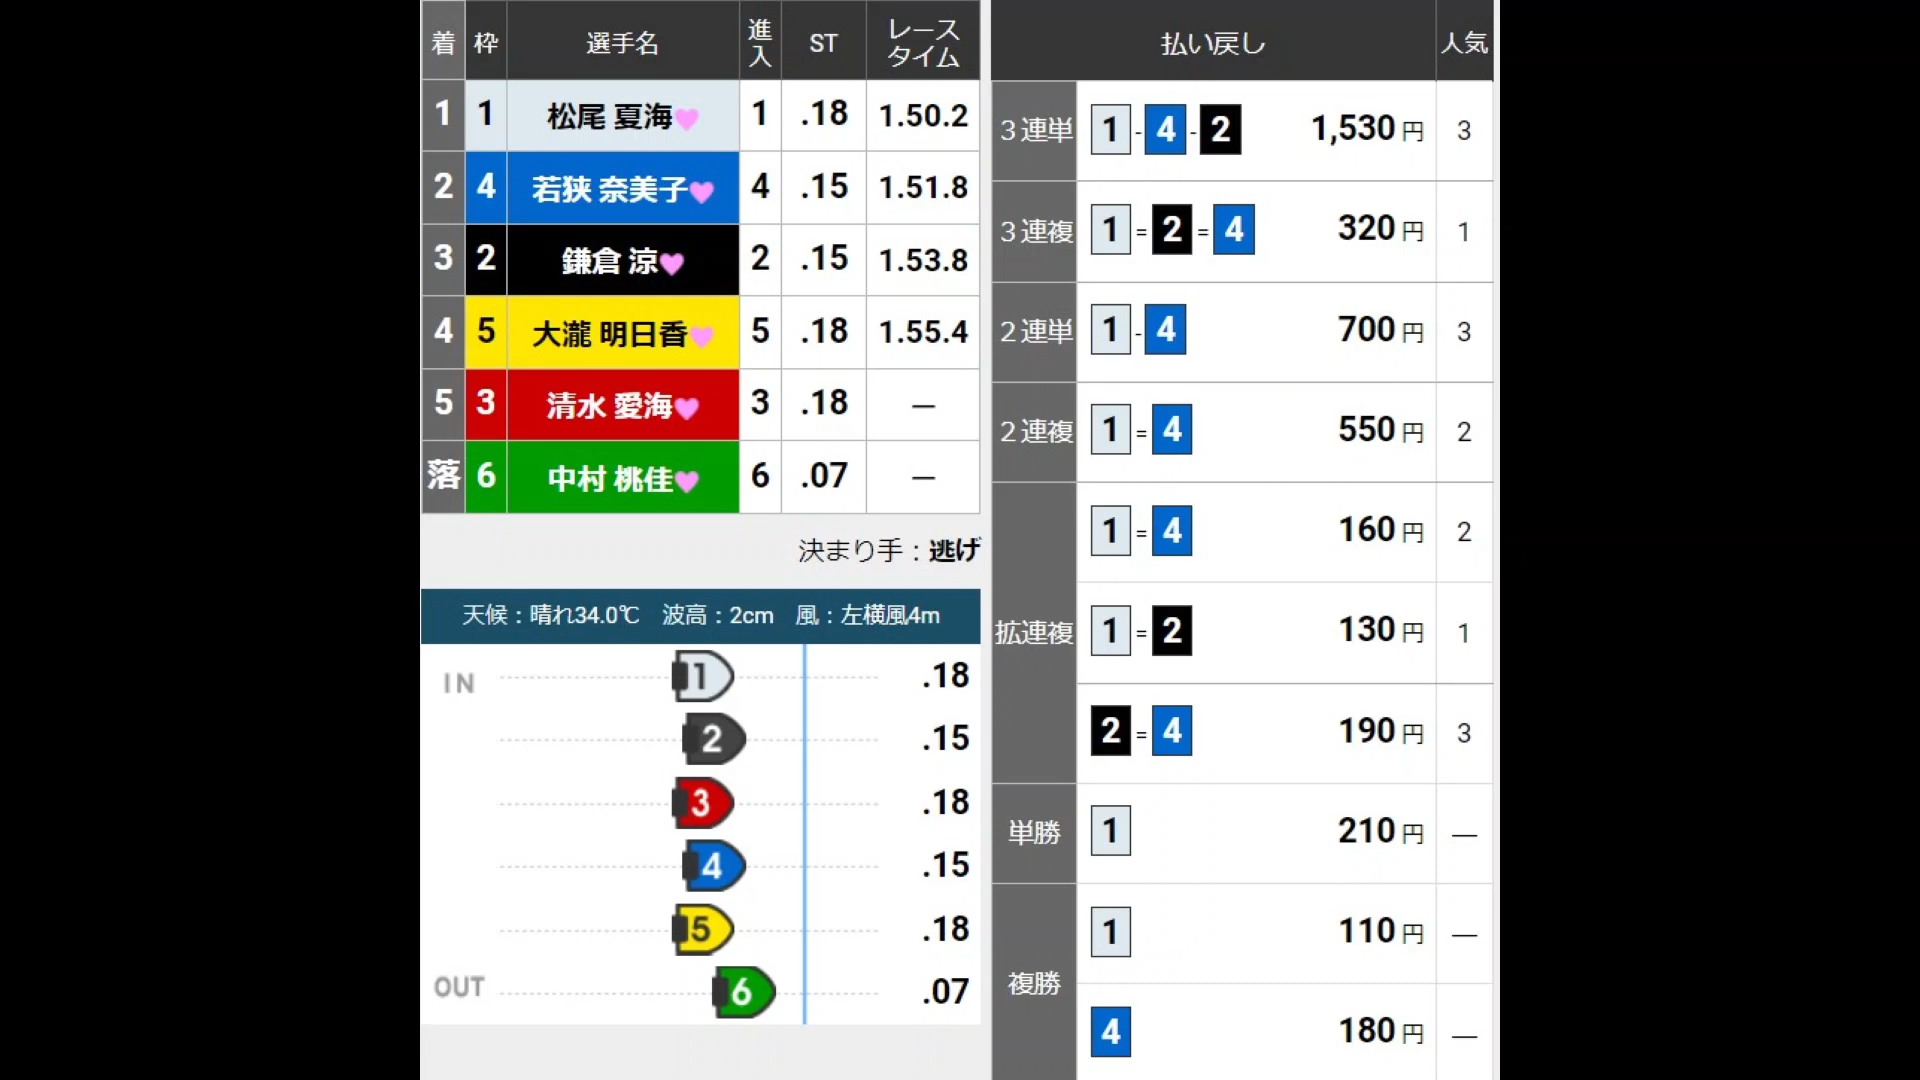 着 枠 選手名 進入 ST レースタイム
1 1 松尾 夏海 1 .18 1.50.2
2 4 若狭 奈美子 4 .15 1.51.8
3 2 鎌倉 涼 2 .15 1.53.8
4 5 大瀧 明日香 5 .18 1.55.4
5 3 清水 愛海 3 .18 —
落 6 中村 桃佳 6 .07 —
決まり手：逃げ
天候：晴れ34.0℃ 波高：2cm 風：左横風4m
IN 1 .18
2 .15
3 .18
4 .15
5 .18
OUT 6 .07
払い戻し 人気
3連単 1-4-2 1,530円 3
3連複 1=2=4 320円 1
2連単 1-4 700円 3
2連複 1=4 550円 2
拡連複 1=4 160円 2
1=2 130円 1
2=4 190円 3
単勝 1 210円 —
複勝 1 110円 —
4 180円 —